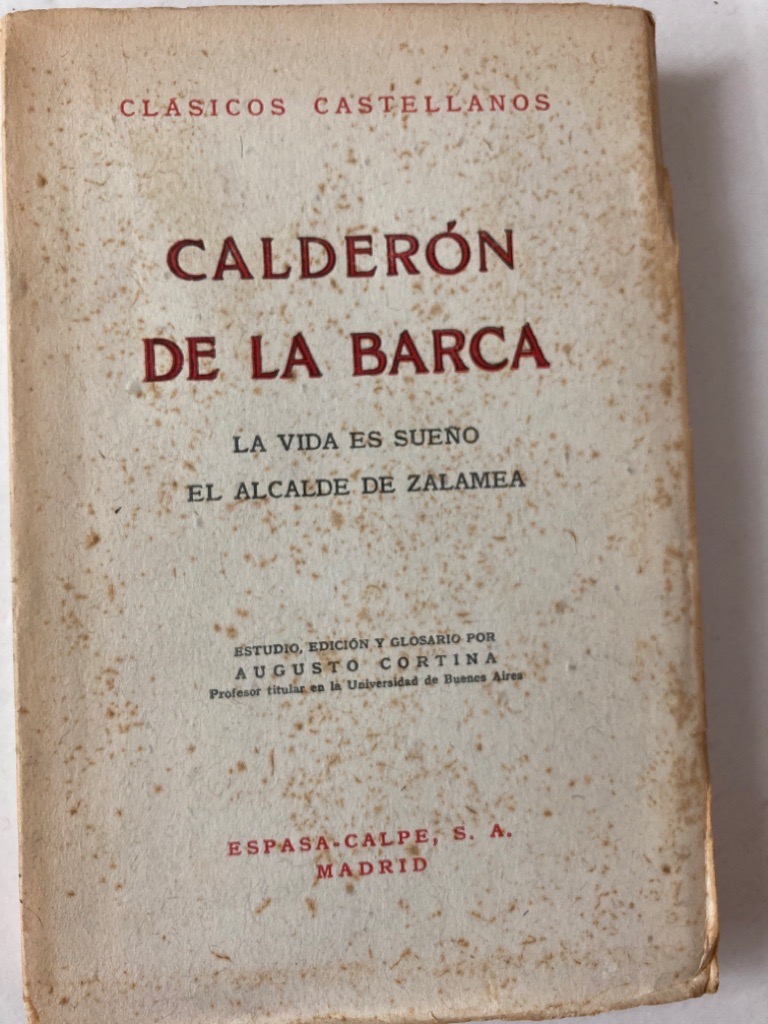 CLÁSICOS CASTELLANOS
CALDERÓN
DE LA BARCA
LA VIDA ES SUEÑO
EL ALCALDE DE ZALAMEA
ESTUDIO, EDICIÓN Y GLOSARIO POR
AUGUSTO CORTINA
Profesor titular en la Universidad de Buenos Aires
ESPASA-CALPE, S. A.
MADRID